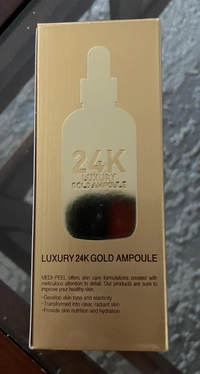 24K
LUXURY
GOLD AMPOULE
LUXURY 24K GOLD AMPOULE
MEDI-PEEL offers skin care formulations created with
meticulous attention to detail. Our products are sure to
improve your healthy skin.
-Develop skin tone and elasticity
-Transformed into clear, radiant skin
-Provide skin nutrition and hydration